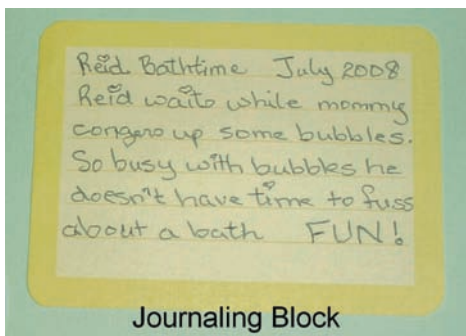 Reid Bathtime July 2008
Reid waits while mommy
congers up some bubbles.
So busy with bubbles he
doesn't have time to fuss
about a bath FUN!
Journaling Block